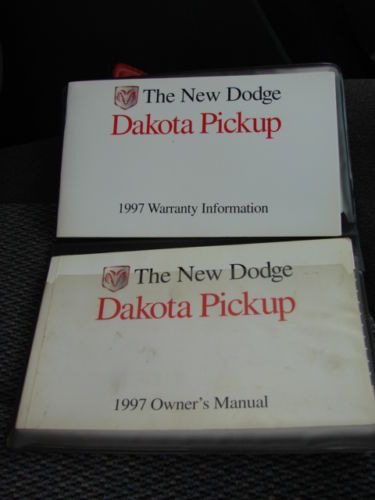 The New Dodge
Dakota Pickup
1997 Warranty Information
The New Dodge
Dakota Pickup
1997 Owner's Manual